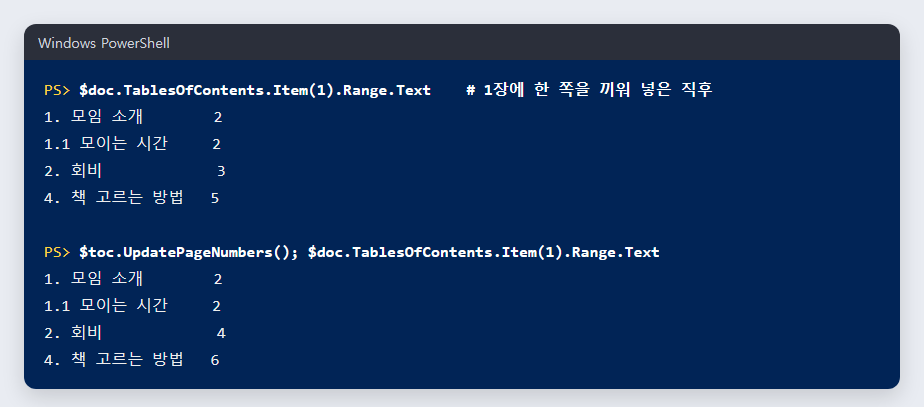 Windows PowerShell
PS> $doc.TablesOfContents.Item(1).Range.Text    # 1장에 한 쪽을 끼워 넣은 직후
1. 모임 소개        2
1.1 모이는 시간     2
2. 회비             3
4. 책 고르는 방법   5
PS> $toc.UpdatePageNumbers(); $doc.TablesOfContents.Item(1).Range.Text
1. 모임 소개        2
1.1 모이는 시간     2
2. 회비             4
4. 책 고르는 방법   6